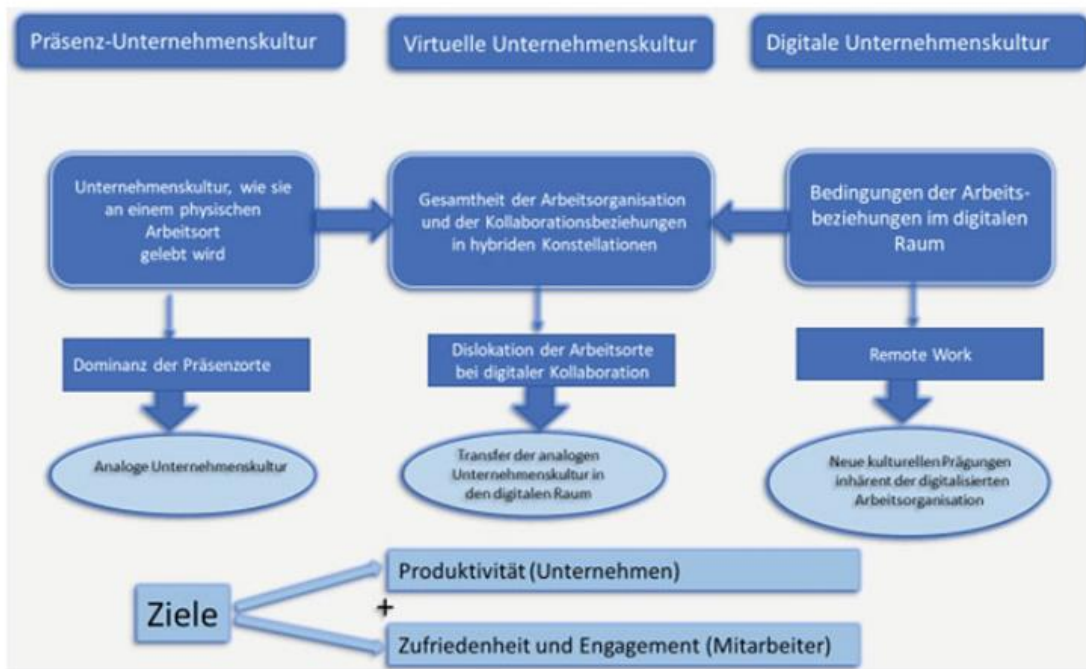 Präsenz-Unternehmenskultur
Virtuelle Unternehmenskultur
Digitale Unternehmenskultur
Unternehmenskultur, wie sie
an einem physischen
Arbeitsort
gelebt wird
Gesamtheit der Arbeitsorganisation
und der Kollaborationsbeziehungen
in hybriden Konstellationen
Bedingungen der Arbeits-
beziehungen im digitalen
Raum
Dominanz der Präsenzorte
Dislokation der Arbeitsorte
bei digitaler Kollaboration
Remote Work
Analoge Unternehmenskultur
Transfer der analogen
Unternehmenskultur in
den digitalen Raum
Neue kulturellen Prägungen
inhärent der digitalisierten
Arbeitsorganisation
Ziele
Produktivität (Unternehmen)
+
Zufriedenheit und Engagement (Mitarbeiter)